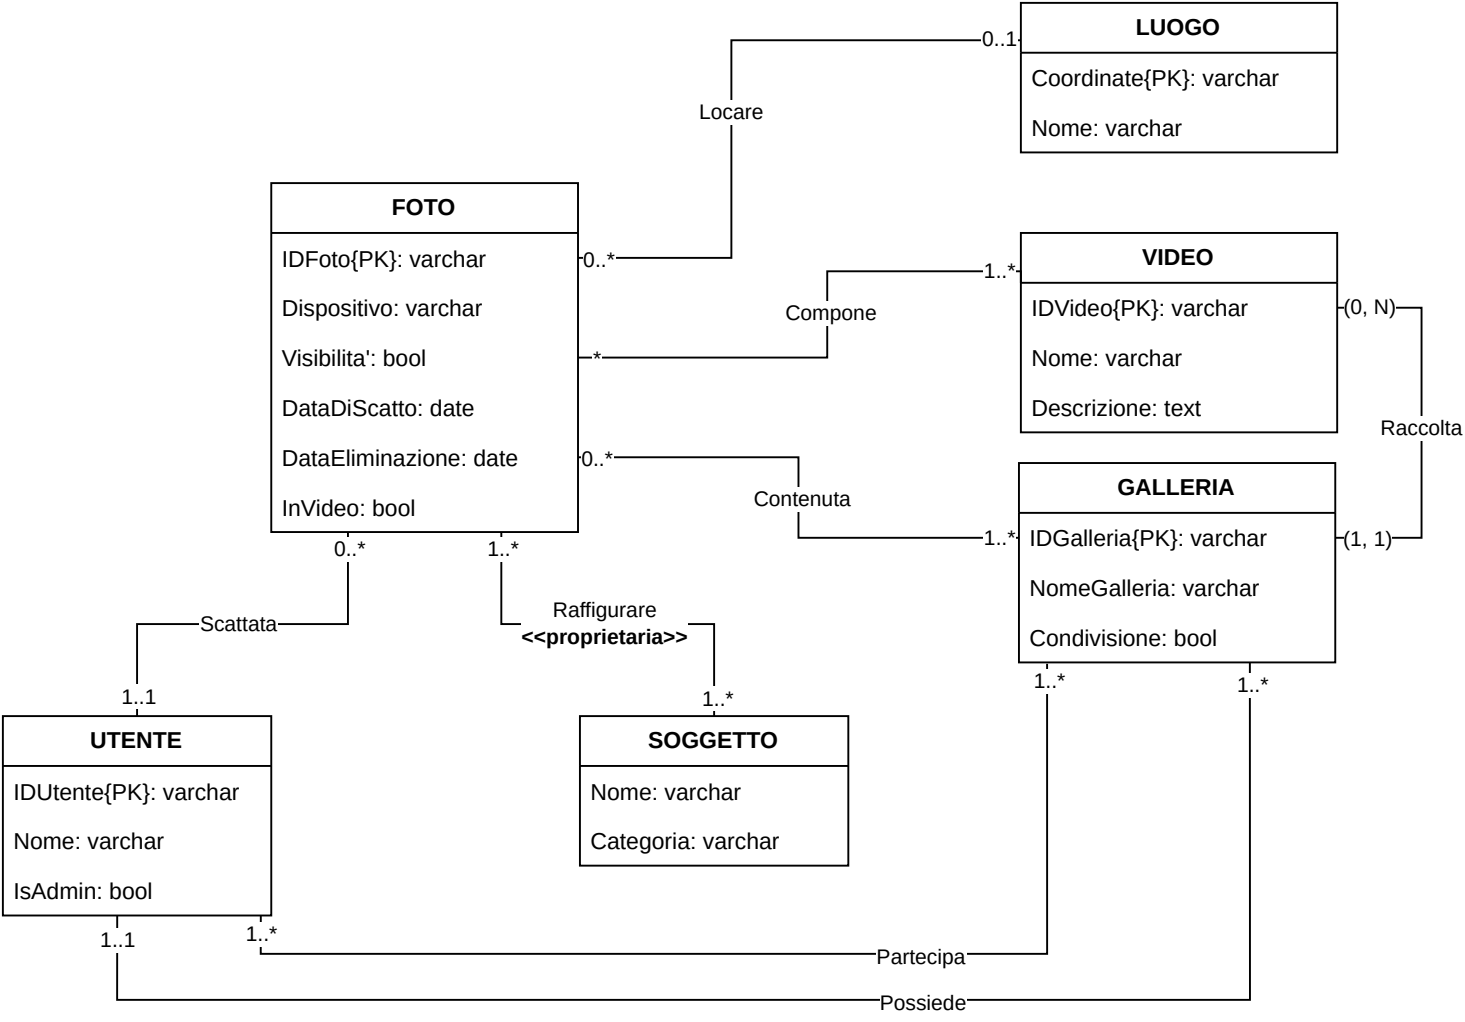 LUOGO
Coordinate{PK}: varchar
Nome: varchar
0..1
Locare
FOTO
IDFoto{PK}: varchar
Dispositivo: varchar
Visibilita': bool
DataDiScatto: date
DataEliminazione: date
InVideo: bool
0..*
*
0..*
0..*
1..*
Compone
1..*
VIDEO
IDVideo{PK}: varchar
Nome: varchar
Descrizione: text
(0, N)
Raccolta
(1, 1)
Contenuta
1..*
GALLERIA
IDGalleria{PK}: varchar
NomeGalleria: varchar
Condivisione: bool
1..*
1..*
Scattata
Raffigurare
<<proprietaria>>
1..1
1..*
UTENTE
IDUtente{PK}: varchar
Nome: varchar
IsAdmin: bool
SOGGETTO
Nome: varchar
Categoria: varchar
1..1
1..*
Partecipa
Possiede